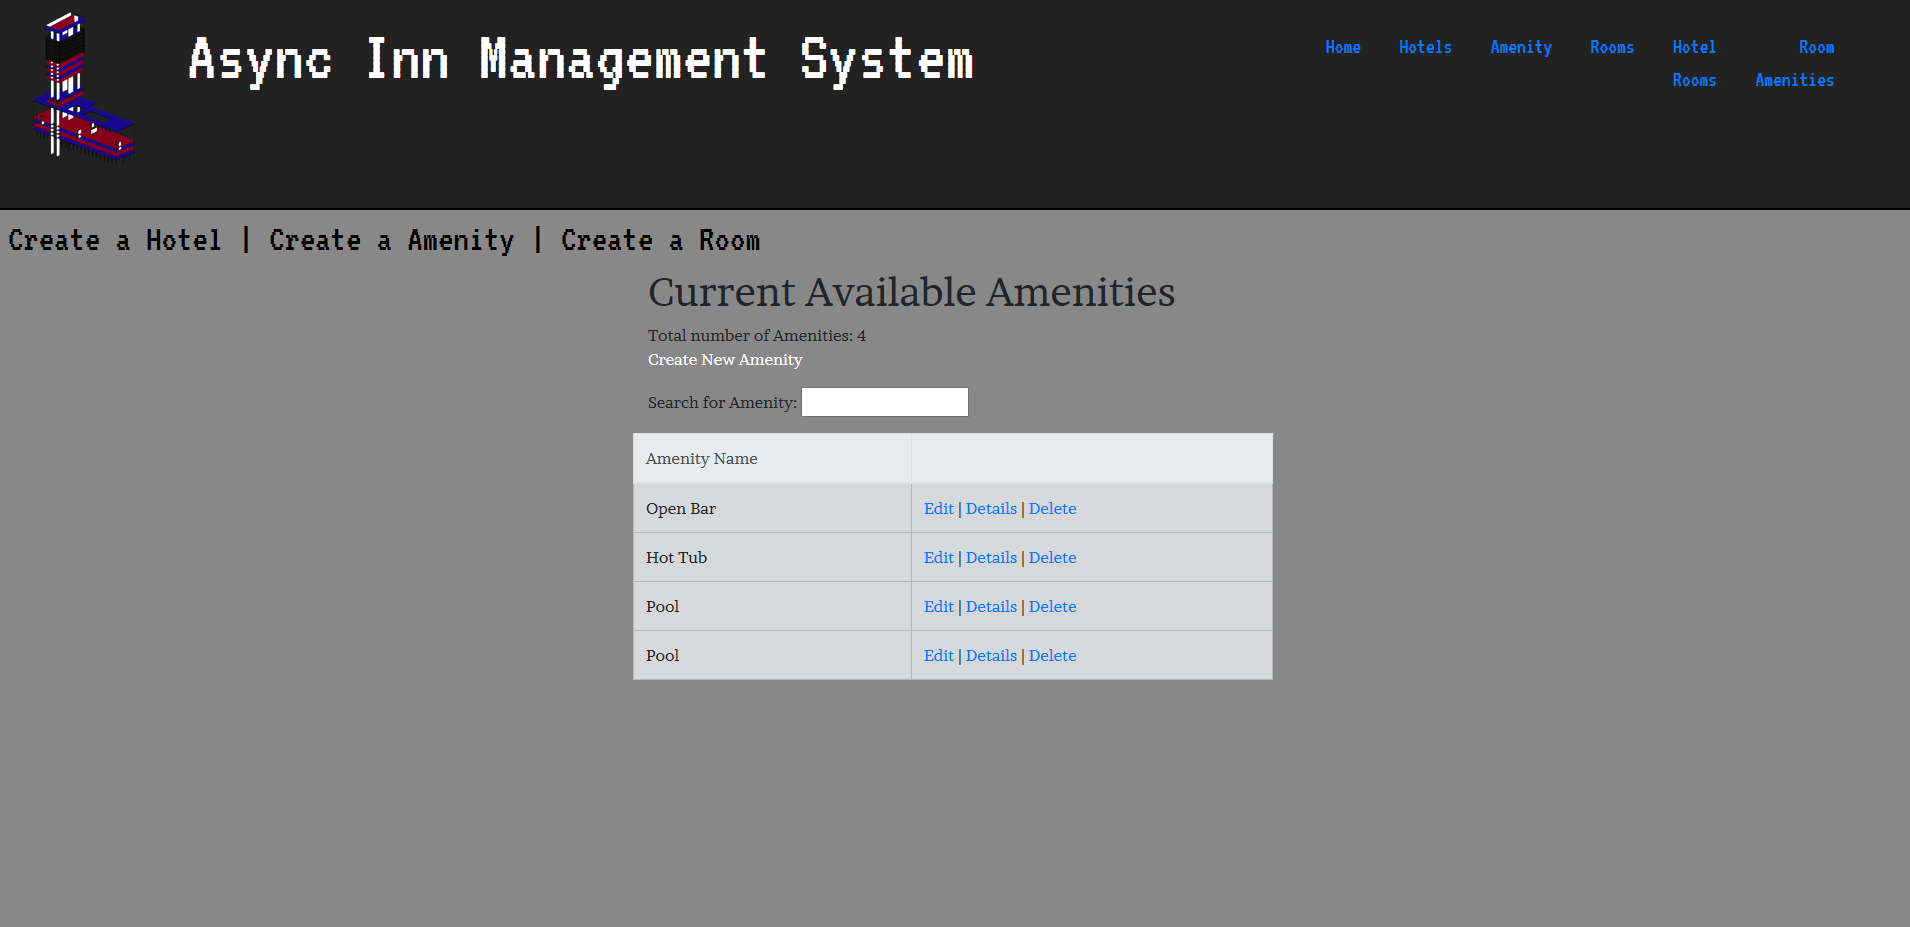 Async Inn Management System
Home Hotels Amenity Rooms Hotel Rooms Room Amenities
Create a Hotel | Create a Amenity | Create a Room
Current Available Amenities
Total number of Amenities: 4
Create New Amenity
Search for Amenity:
Amenity Name
Open Bar Edit | Details | Delete
Hot Tub Edit | Details | Delete
Pool Edit | Details | Delete
Pool Edit | Details | Delete